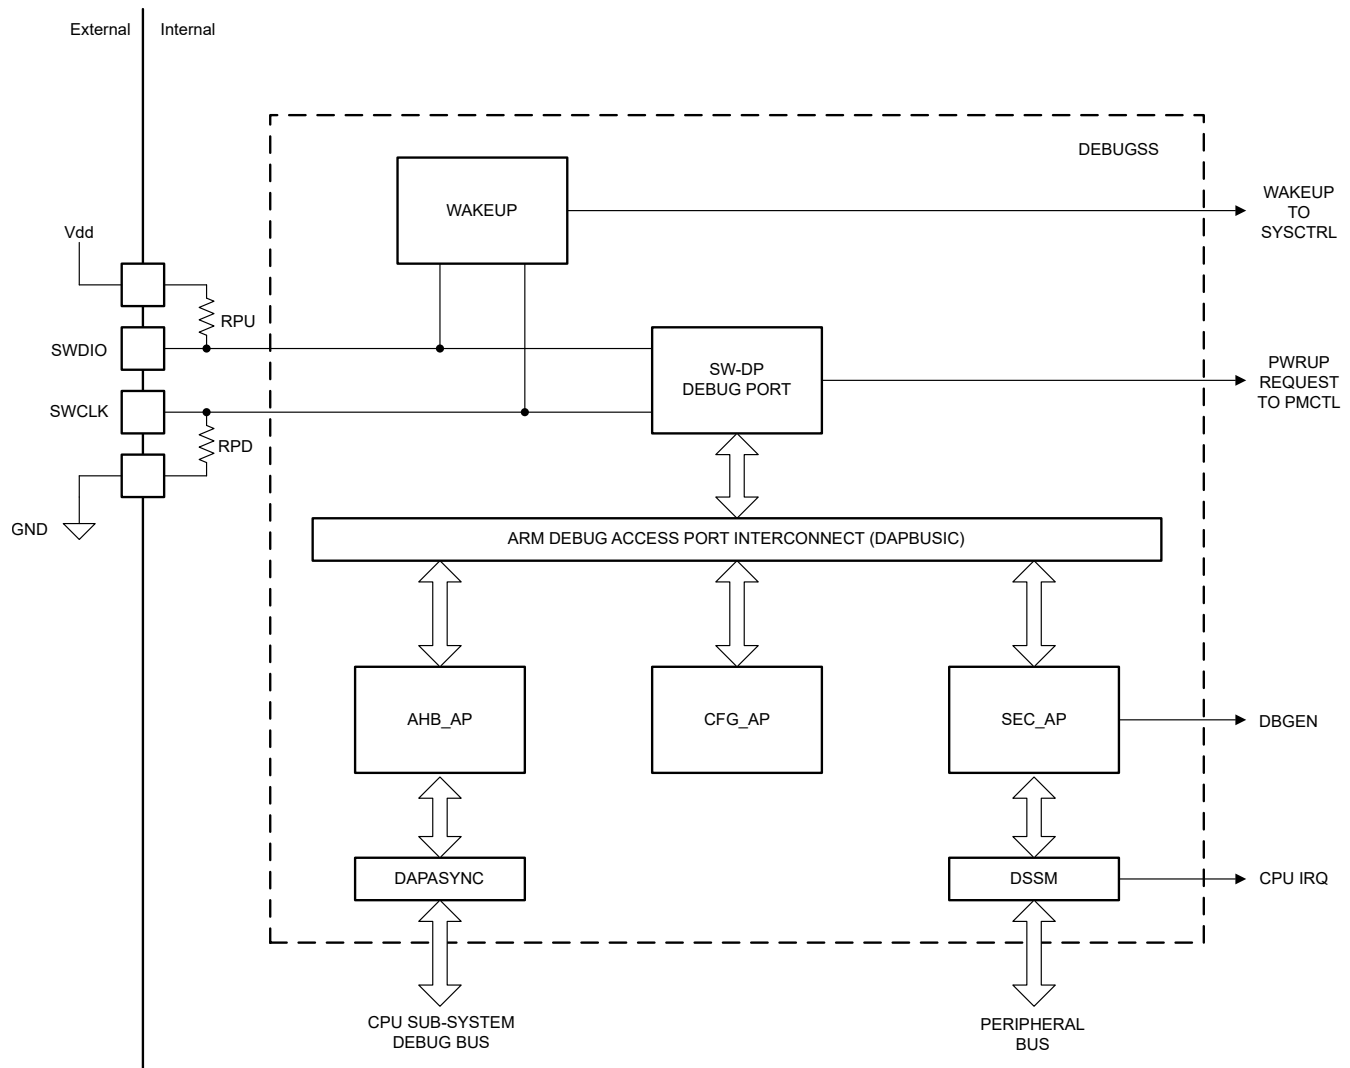 External
Internal
DEBUGSS
WAKEUP
WAKEUP
TO
SYSCTRL
Vdd
RPU
SWDIO
SW-DP
DEBUG PORT
PWRUP
REQUEST
TO PMCTL
SWCLK
RPD
GND
ARM DEBUG ACCESS PORT INTERCONNECT (DAPBUSIC)
AHB_AP
CFG_AP
SEC_AP
DBGEN
DAPASYNC
DSSM
CPU IRQ
CPU SUB-SYSTEM
DEBUG BUS
PERIPHERAL
BUS